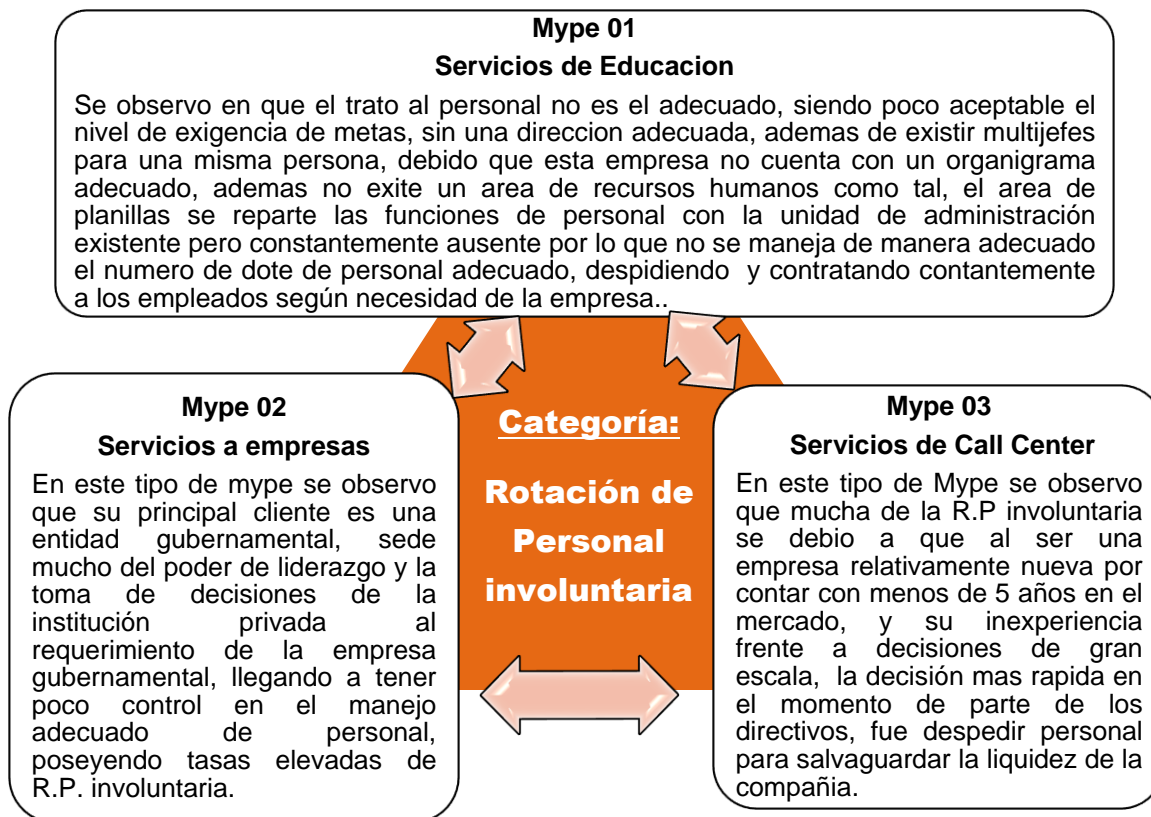 Mype 01
Servicios de Educacion
Se observo en que el trato al personal no es el adecuado, siendo poco aceptable el
nivel de exigencia de metas, sin una direccion adecuada, ademas de existir multijefes
para una misma persona, debido que esta empresa no cuenta con un organigrama
adecuado, ademas no exite un area de recursos humanos como tal, el area de
planillas se reparte las funciones de personal con la unidad de administración
existente pero constantemente ausente por lo que no se maneja de manera adecuado
el numero de dote de personal adecuado, despidiendo y contratando contantemente
a los empleados según necesidad de la empresa..
Mype 02
Servicios a empresas
En este tipo de mype se observo
que su principal cliente es una
entidad gubernamental, sede
mucho del poder de liderazgo y la
toma de decisiones de la
institución privada al
requerimiento de la empresa
gubernamental, llegando a tener
poco control en el manejo
adecuado de personal,
poseyendo tasas elevadas de
R.P. involuntaria.
Categoría:
Rotación de
Personal
involuntaria
Mype 03
Servicios de Call Center
En este tipo de Mype se observo
que mucha de la R.P involuntaria
se debio a que al ser una
empresa relativamente nueva por
contar con menos de 5 años en el
mercado, y su inexperiencia
frente a decisiones de gran
escala, la decisión mas rapida en
el momento de parte de los
directivos, fue despedir personal
para salvaguardar la liquidez de la
compañia.